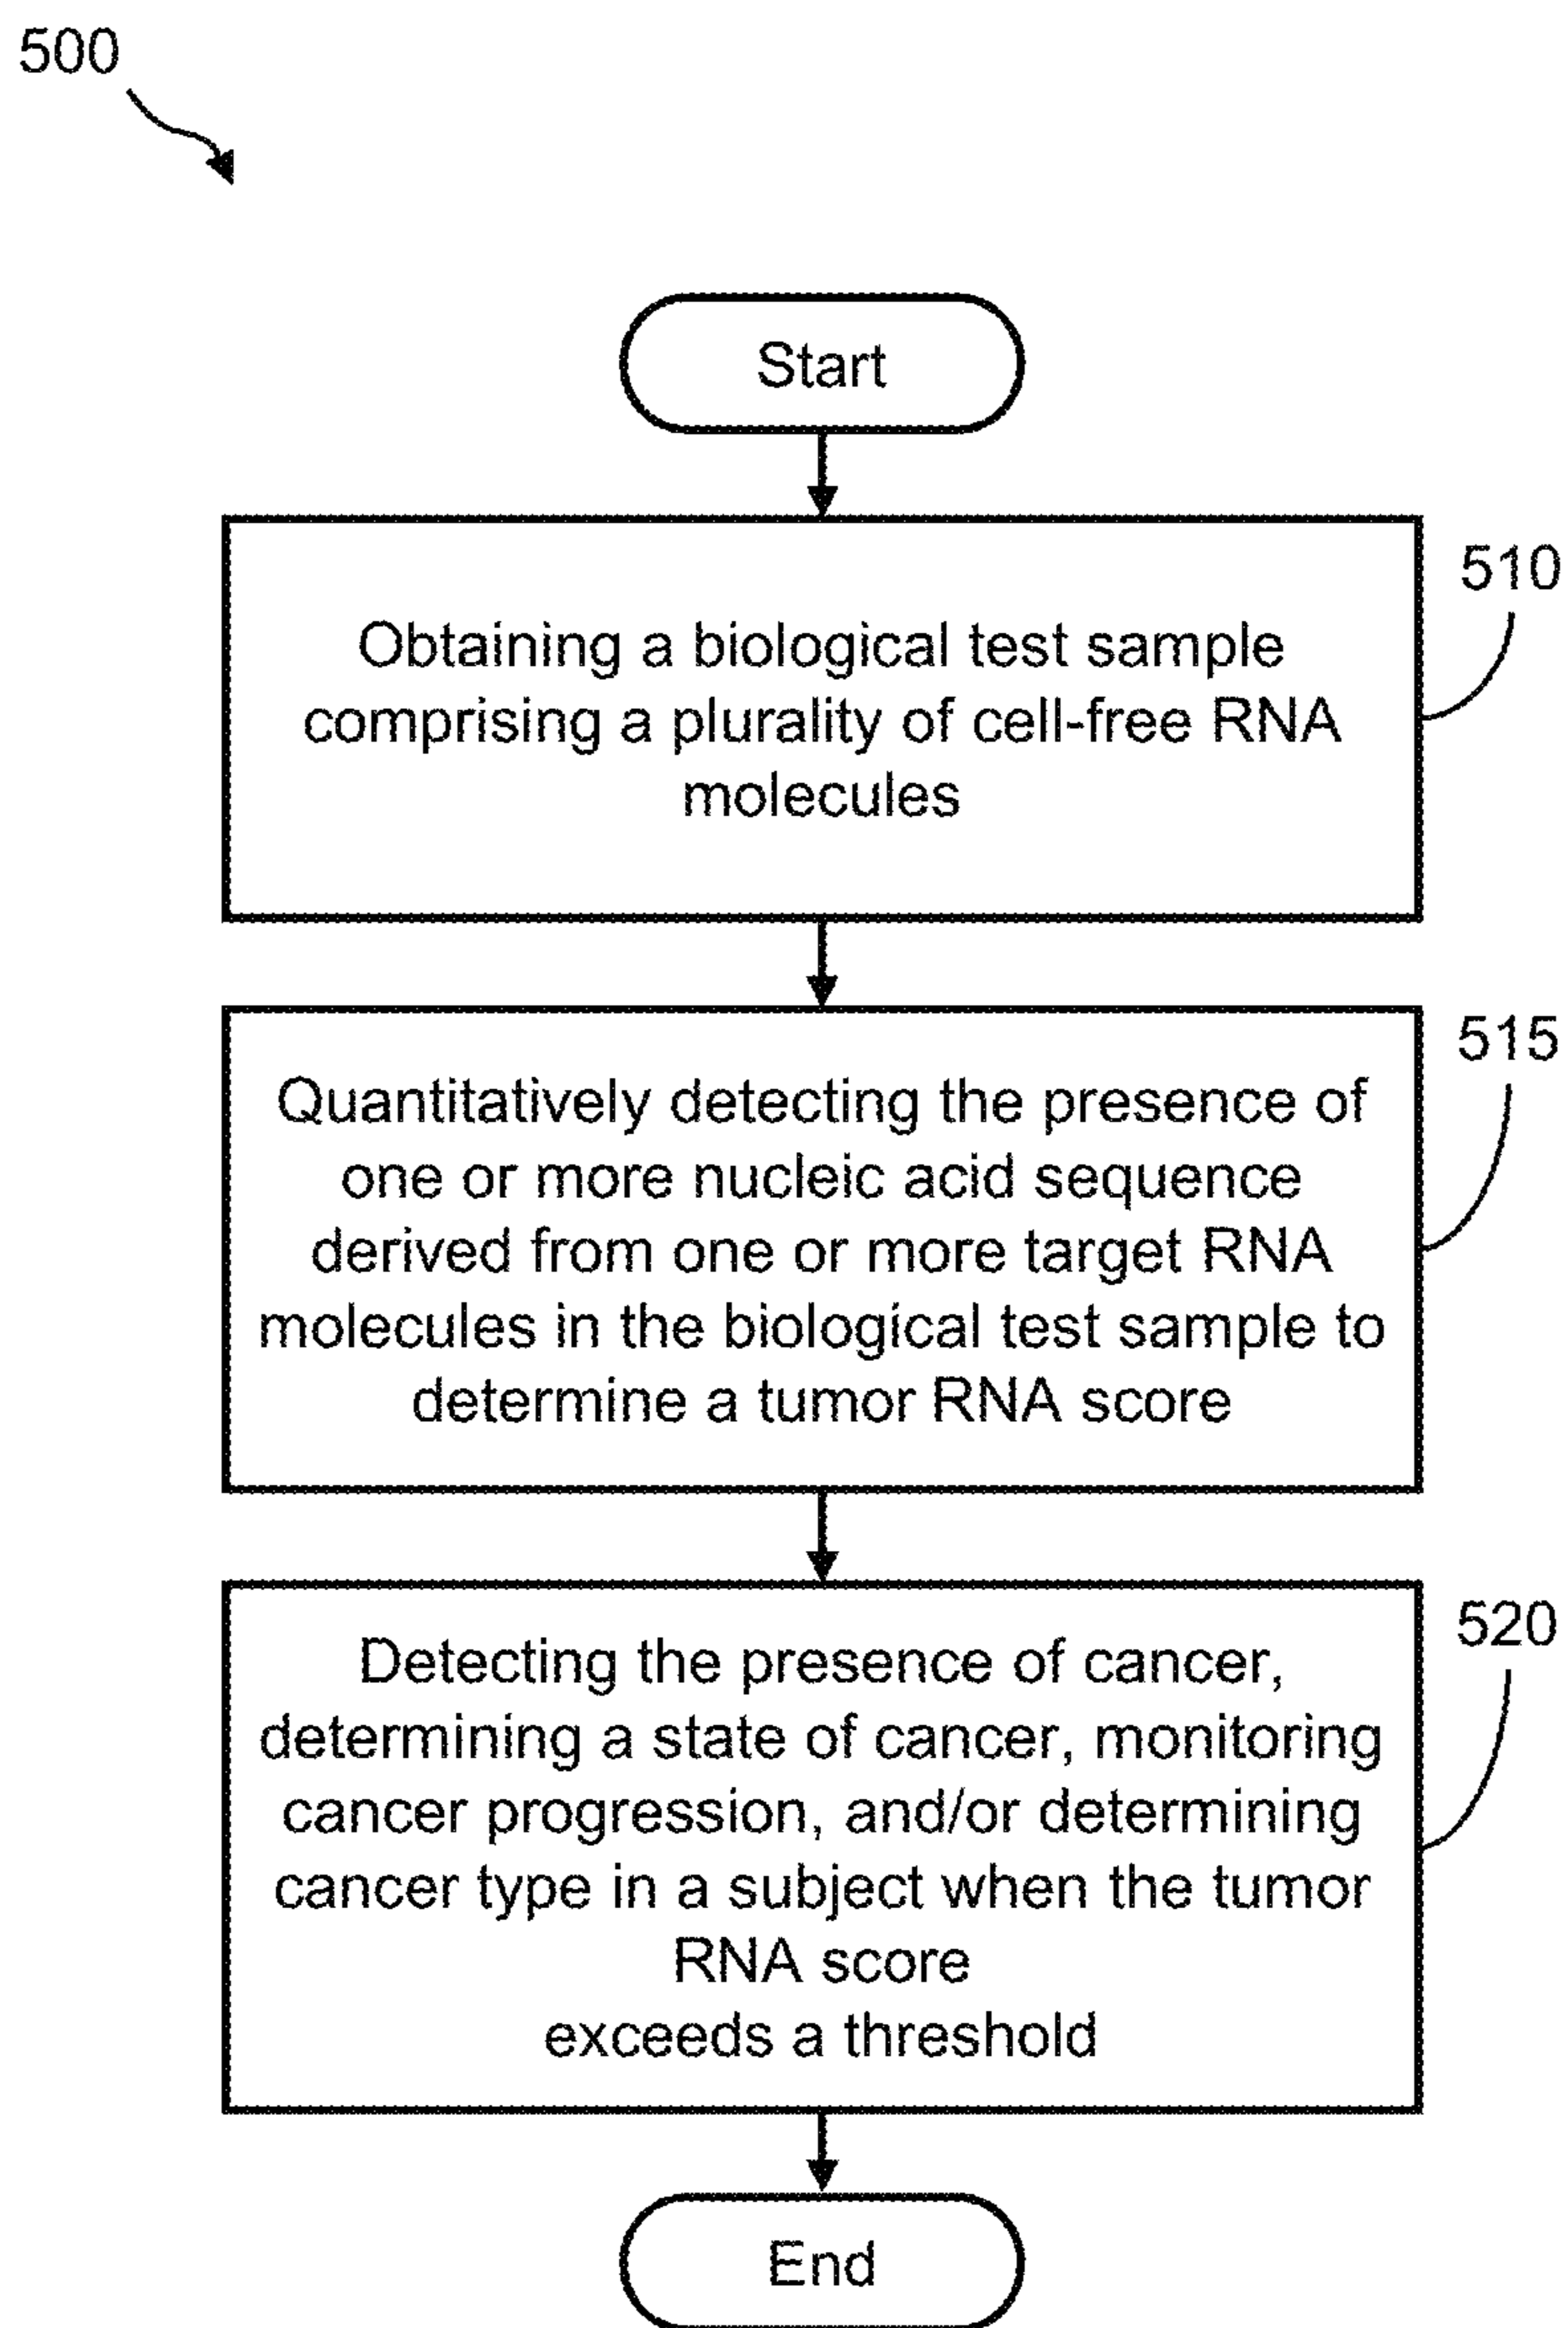 500
Start
510
Obtaining a biological test sample
comprising a plurality of cell-free RNA
molecules
515
Quantitatively detecting the presence of
one or more nucleic acid sequence
derived from one or more target RNA
molecules in the biological test sample to
determine a tumor RNA score
520
Detecting the presence of cancer,
determining a state of cancer, monitoring
cancer progression, and/or determining
cancer type in a subject when the tumor
RNA score
exceeds a threshold
End